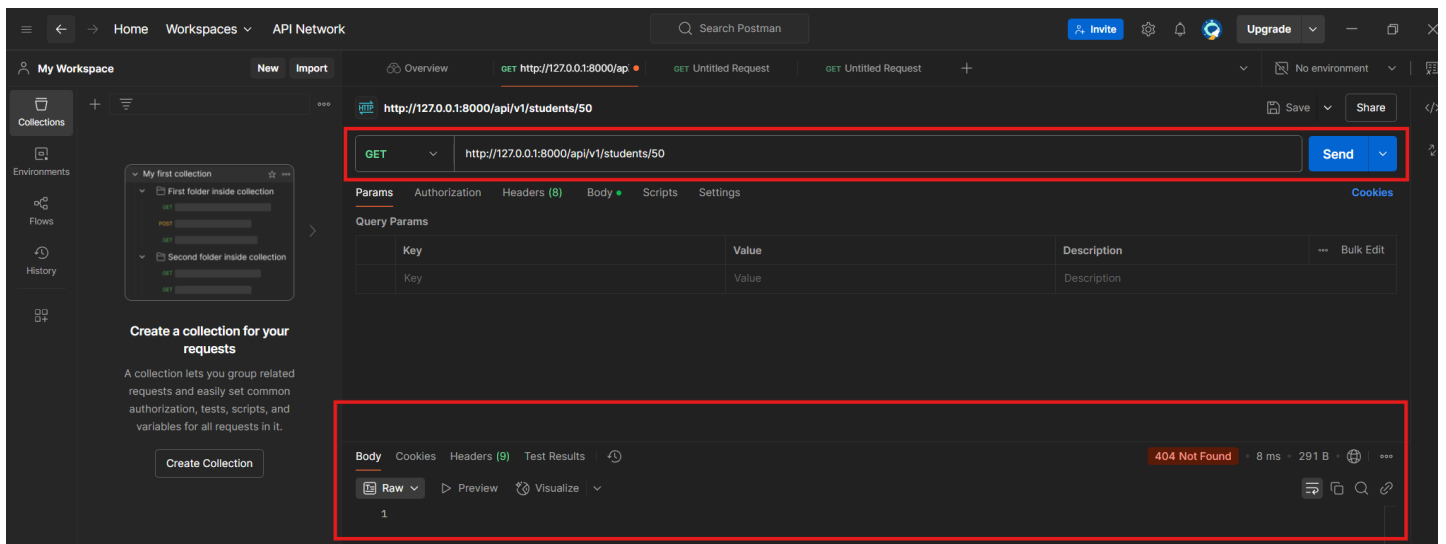 Home Workspaces API Network Search Postman Invite Upgrade
My Workspace New Import Overview GET http://127.0.0.1:8000/ap GET Untitled Request GET Untitled Request No environment
Collections
Environments
Flows
History
My first collection
First folder inside collection
GET
POST
GET
Second folder inside collection
GET
GET
Create a collection for your
requests
A collection lets you group related
requests and easily set common
authorization, tests, scripts, and
variables for all requests in it.
Create Collection
HTTP http://127.0.0.1:8000/api/v1/students/50 Save Share
GET http://127.0.0.1:8000/api/v1/students/50 Send
Params Authorization Headers (8) Body Scripts Settings Cookies
Query Params
Key Value Description Bulk Edit
Key Value Description
Body Cookies Headers (9) Test Results 404 Not Found 8 ms 291 B
Raw Preview Visualize
1